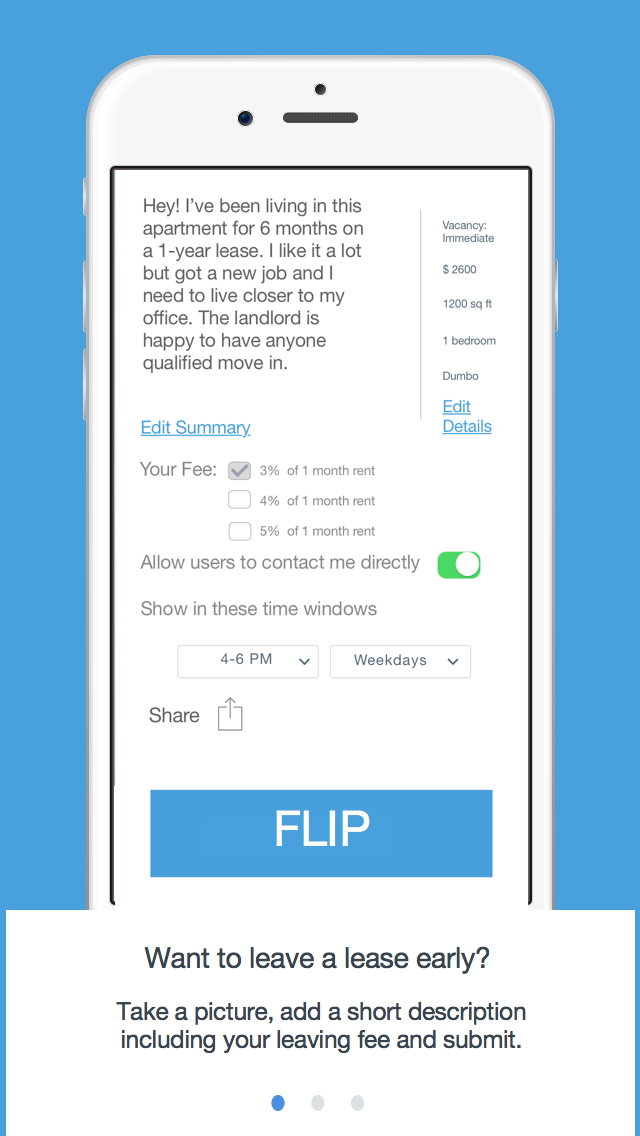 Hey! I’ve been living in this
apartment for 6 months on
a 1-year lease. I like it a lot
but got a new job and I
need to live closer to my
office. The landlord is
happy to have anyone
qualified move in.
Edit Summary
Vacancy:
Immediate
$ 2600
1200 sq ft
1 bedroom
Dumbo
Edit
Details
Your Fee:
3% of 1 month rent
4% of 1 month rent
5% of 1 month rent
Allow users to contact me directly
Show in these time windows
4-6 PM
Weekdays
Share
FLIP
Want to leave a lease early?
Take a picture, add a short description
including your leaving fee and submit.